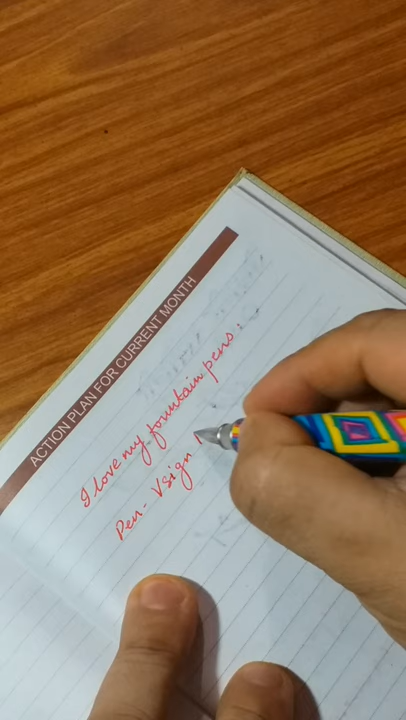 ACTION PLAN FOR CURRENT MONTH
I love my fountain pens:
Pen- VSign